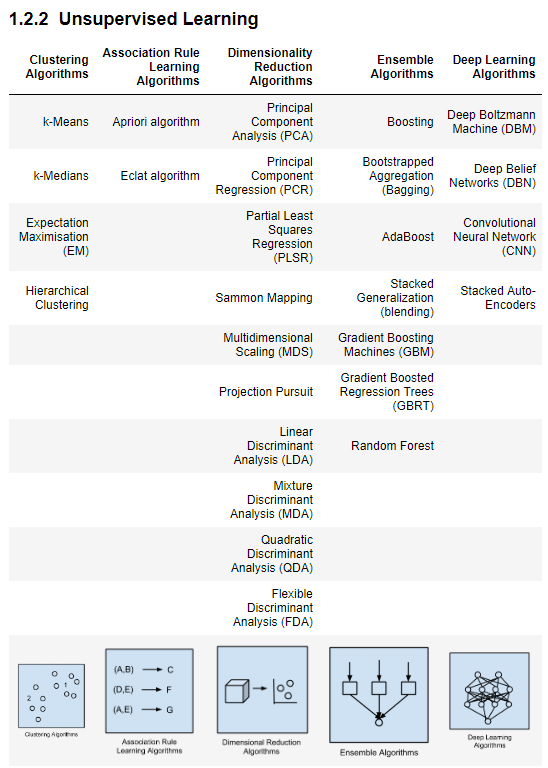 1.2.2 Unsupervised Learning
Clustering Algorithms
Association Rule Learning Algorithms
Dimensionality Reduction Algorithms
Ensemble Algorithms
Deep Learning Algorithms
k-Means
Apriori algorithm
Principal Component Analysis (PCA)
Boosting
Deep Boltzmann Machine (DBM)
k-Medians
Eclat algorithm
Principal Component Regression (PCR)
Bootstrapped Aggregation (Bagging)
Deep Belief Networks (DBN)
Expectation Maximisation (EM)
Partial Least Squares Regression (PLSR)
AdaBoost
Convolutional Neural Network (CNN)
Hierarchical Clustering
Sammon Mapping
Stacked Generalization (blending)
Stacked Auto-Encoders
Multidimensional Scaling (MDS)
Gradient Boosting Machines (GBM)
Projection Pursuit
Gradient Boosted Regression Trees (GBRT)
Linear Discriminant Analysis (LDA)
Random Forest
Mixture Discriminant Analysis (MDA)
Quadratic Discriminant Analysis (QDA)
Flexible Discriminant Analysis (FDA)
1
2
Clustering Algorithms
(A,B) C
(D,E) F
(A,E) G
Association Rule Learning Algorithms
Dimensional Reduction Algorithms
Ensemble Algorithms
Deep Learning Algorithms